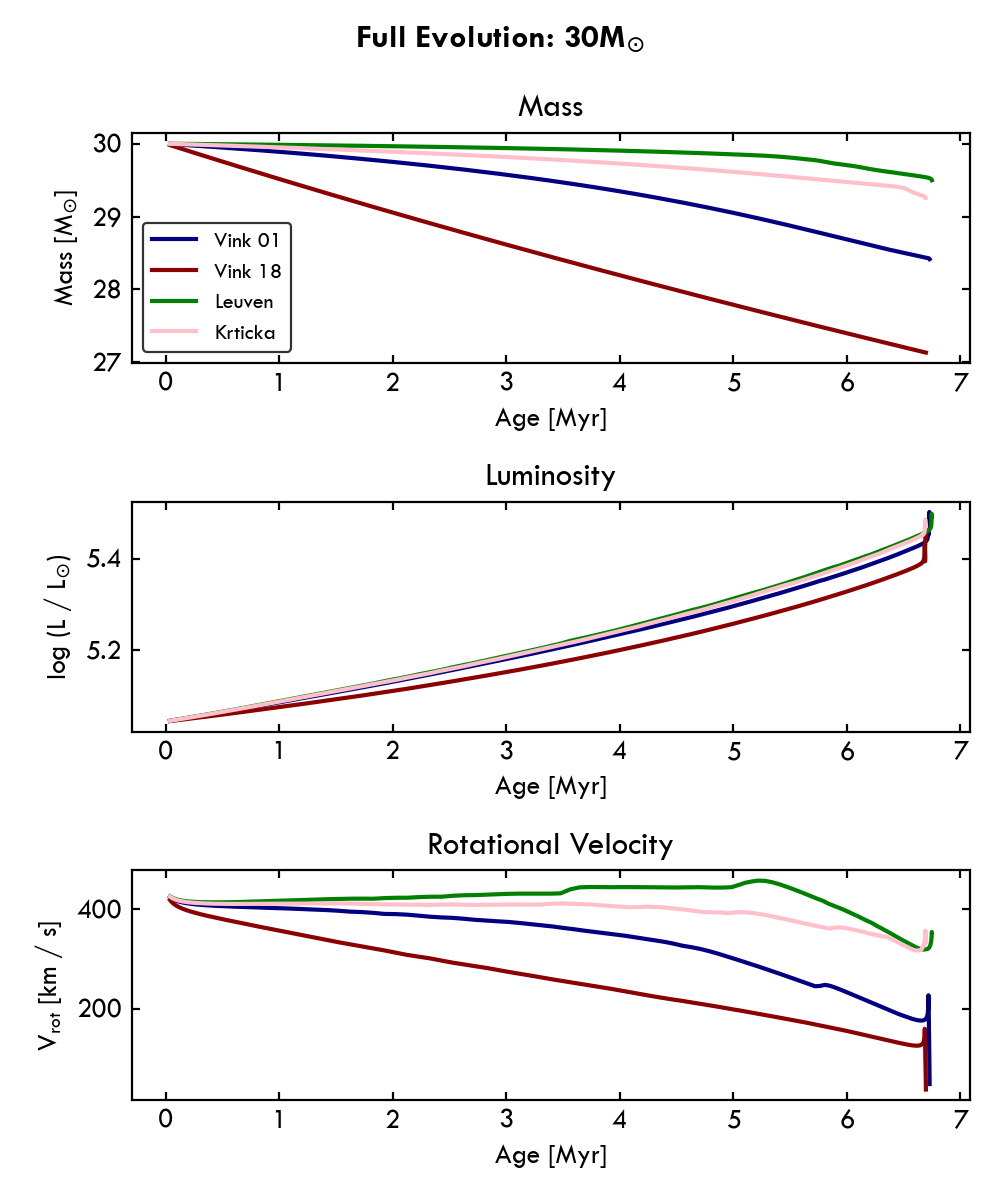 Full Evolution: 30M☉
Mass
30
29
28
27
Mass [M☉]
Vink 01
Vink 18
Leuven
Krticka
0 1 2 3 4 5 6 7
Age [Myr]
Luminosity
5.4
5.2
log (L / L☉)
0 1 2 3 4 5 6 7
Age [Myr]
Rotational Velocity
400
200
Vrot [km / s]
0 1 2 3 4 5 6 7
Age [Myr]